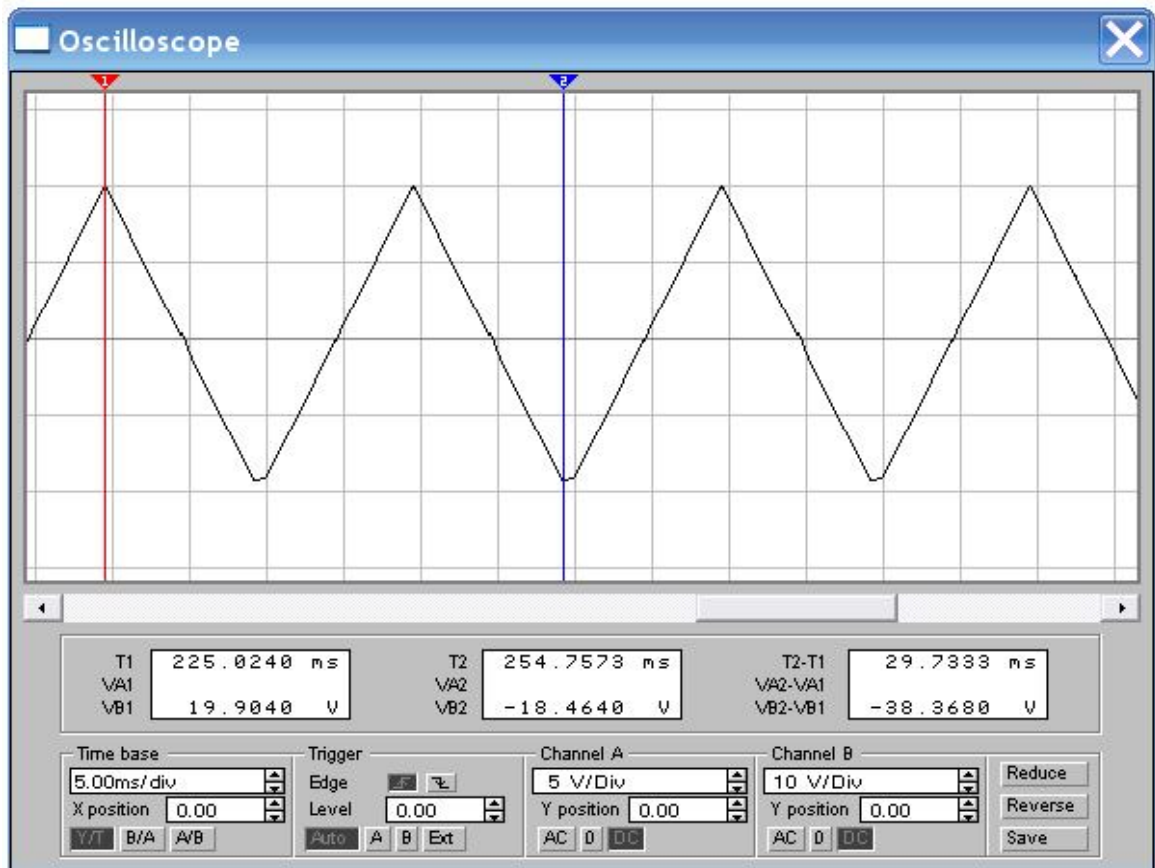 Oscilloscope
1 2
T1 225.0240 ms T2 254.7573 ms T2-T1 29.7333 ms
VA1 VA2 VA2-VA1
VB1 19.9040 V VB2 -18.4640 V VB2-VB1 -38.3680 V
Time base Trigger Channel A Channel B
5.00ms/div Edge 5 V/Div 10 V/Div Reduce
X position 0.00 Level 0.00 Y position 0.00 Y position 0.00 Reverse
Y/T B/A A/B Auto A B Ext AC 0 DC AC 0 DC Save